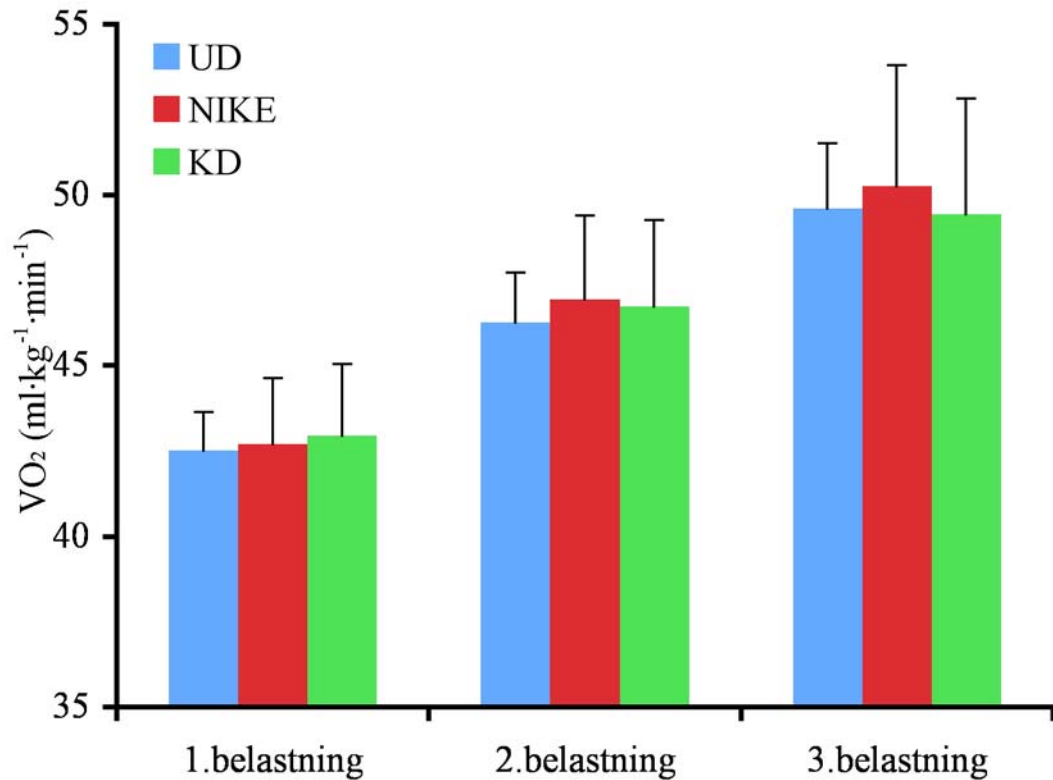 55
UD
NIKE
KD
50
45
40
35
VO₂ (ml·kg⁻¹·min⁻¹)
1.belastning
2.belastning
3.belastning